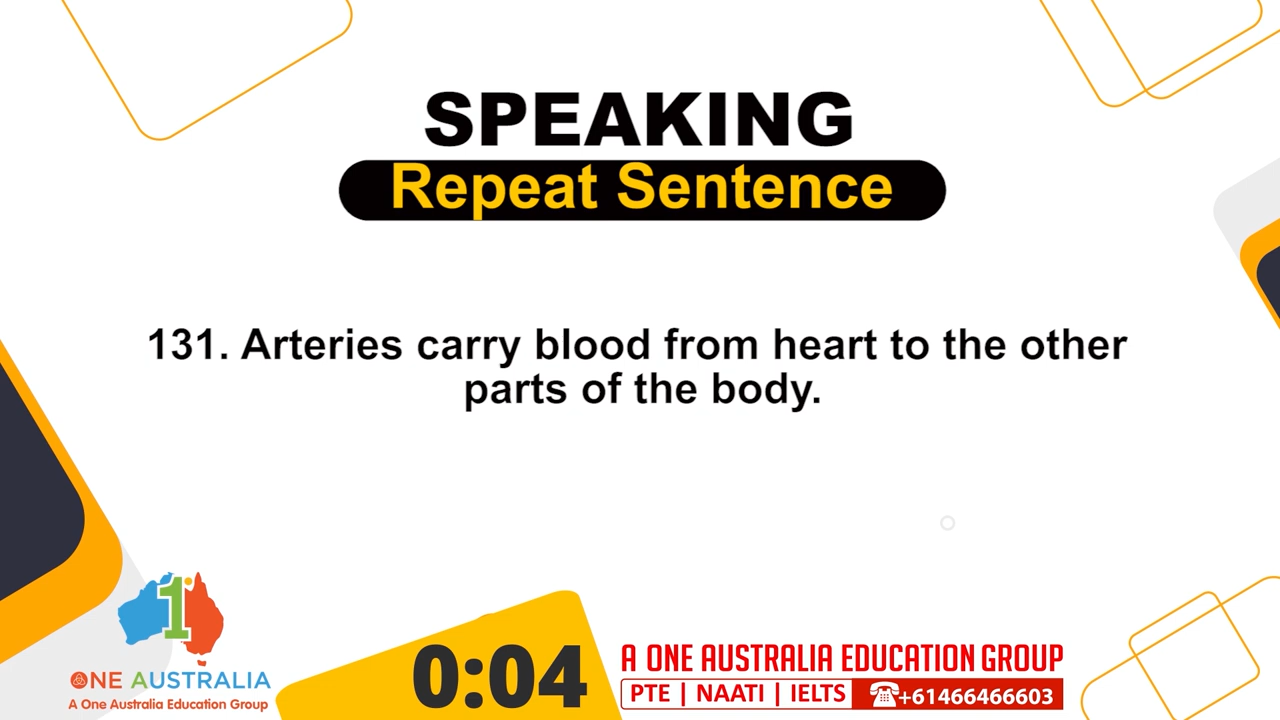 SPEAKING
Repeat Sentence
131. Arteries carry blood from heart to the other
parts of the body.
1
ONE AUSTRALIA
A One Australia Education Group
0:04
A ONE AUSTRALIA EDUCATION GROUP
PTE | NAATI | IELTS ☎+61466466603